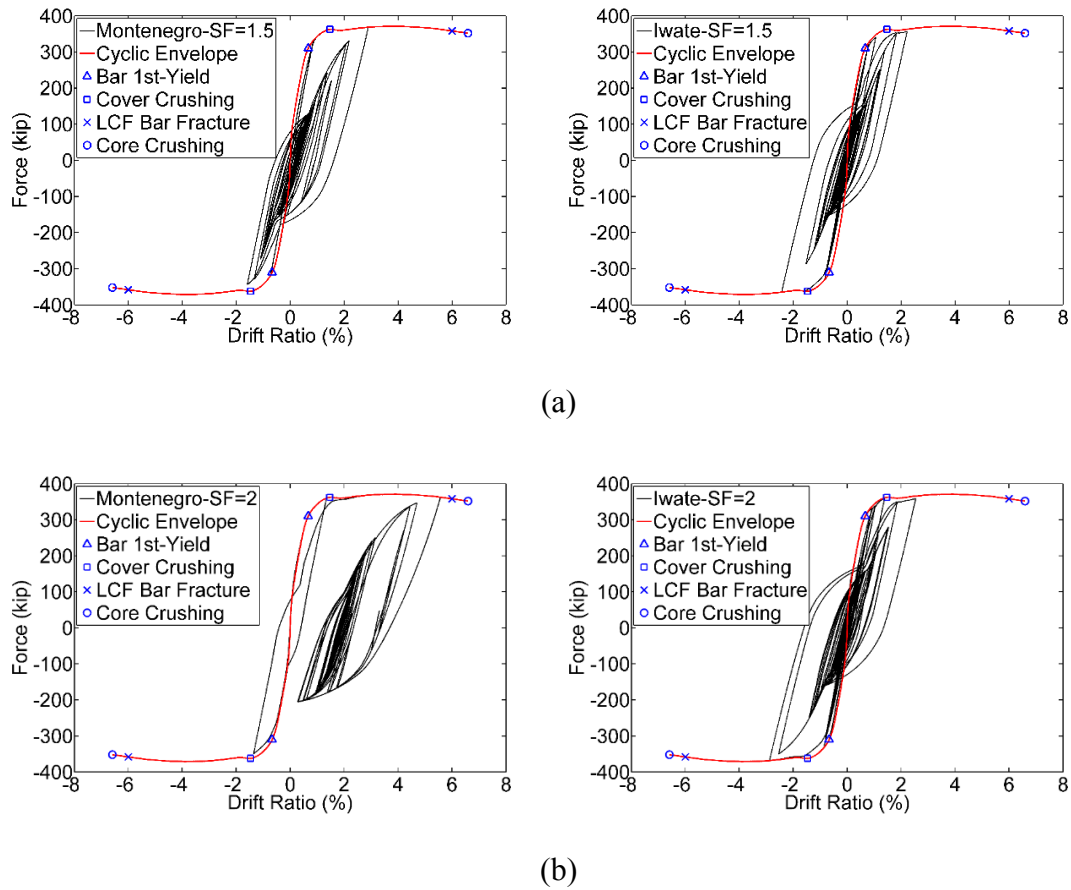 400
300
200
100
0
-100
-200
-300
-400
Force (kip)
Montenegro-SF=1.5
Cyclic Envelope
Bar 1st-Yield
Cover Crushing
LCF Bar Fracture
Core Crushing
-8 -6 -4 -2 0 2 4 6 8
Drift Ratio (%)
400
300
200
100
0
-100
-200
-300
-400
Force (kip)
Iwate-SF=1.5
Cyclic Envelope
Bar 1st-Yield
Cover Crushing
LCF Bar Fracture
Core Crushing
-8 -6 -4 -2 0 2 4 6 8
Drift Ratio (%)
(a)
400
300
200
100
0
-100
-200
-300
-400
Force (kip)
Montenegro-SF=2
Cyclic Envelope
Bar 1st-Yield
Cover Crushing
LCF Bar Fracture
Core Crushing
-8 -6 -4 -2 0 2 4 6 8
Drift Ratio (%)
400
300
200
100
0
-100
-200
-300
-400
Force (kip)
Iwate-SF=2
Cyclic Envelope
Bar 1st-Yield
Cover Crushing
LCF Bar Fracture
Core Crushing
-8 -6 -4 -2 0 2 4 6 8
Drift Ratio (%)
(b)